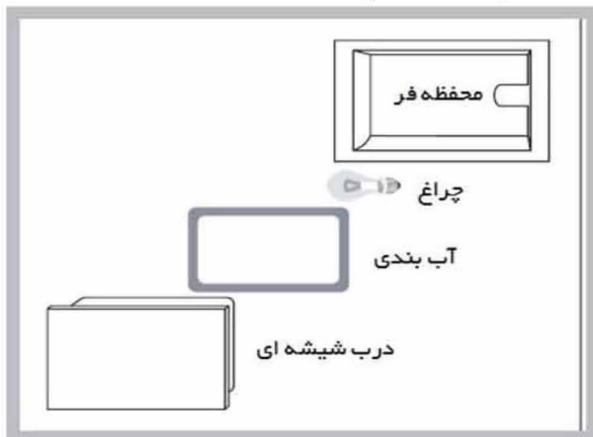 محفظه فر
چراغ
آب بندی
درب شیشه ای